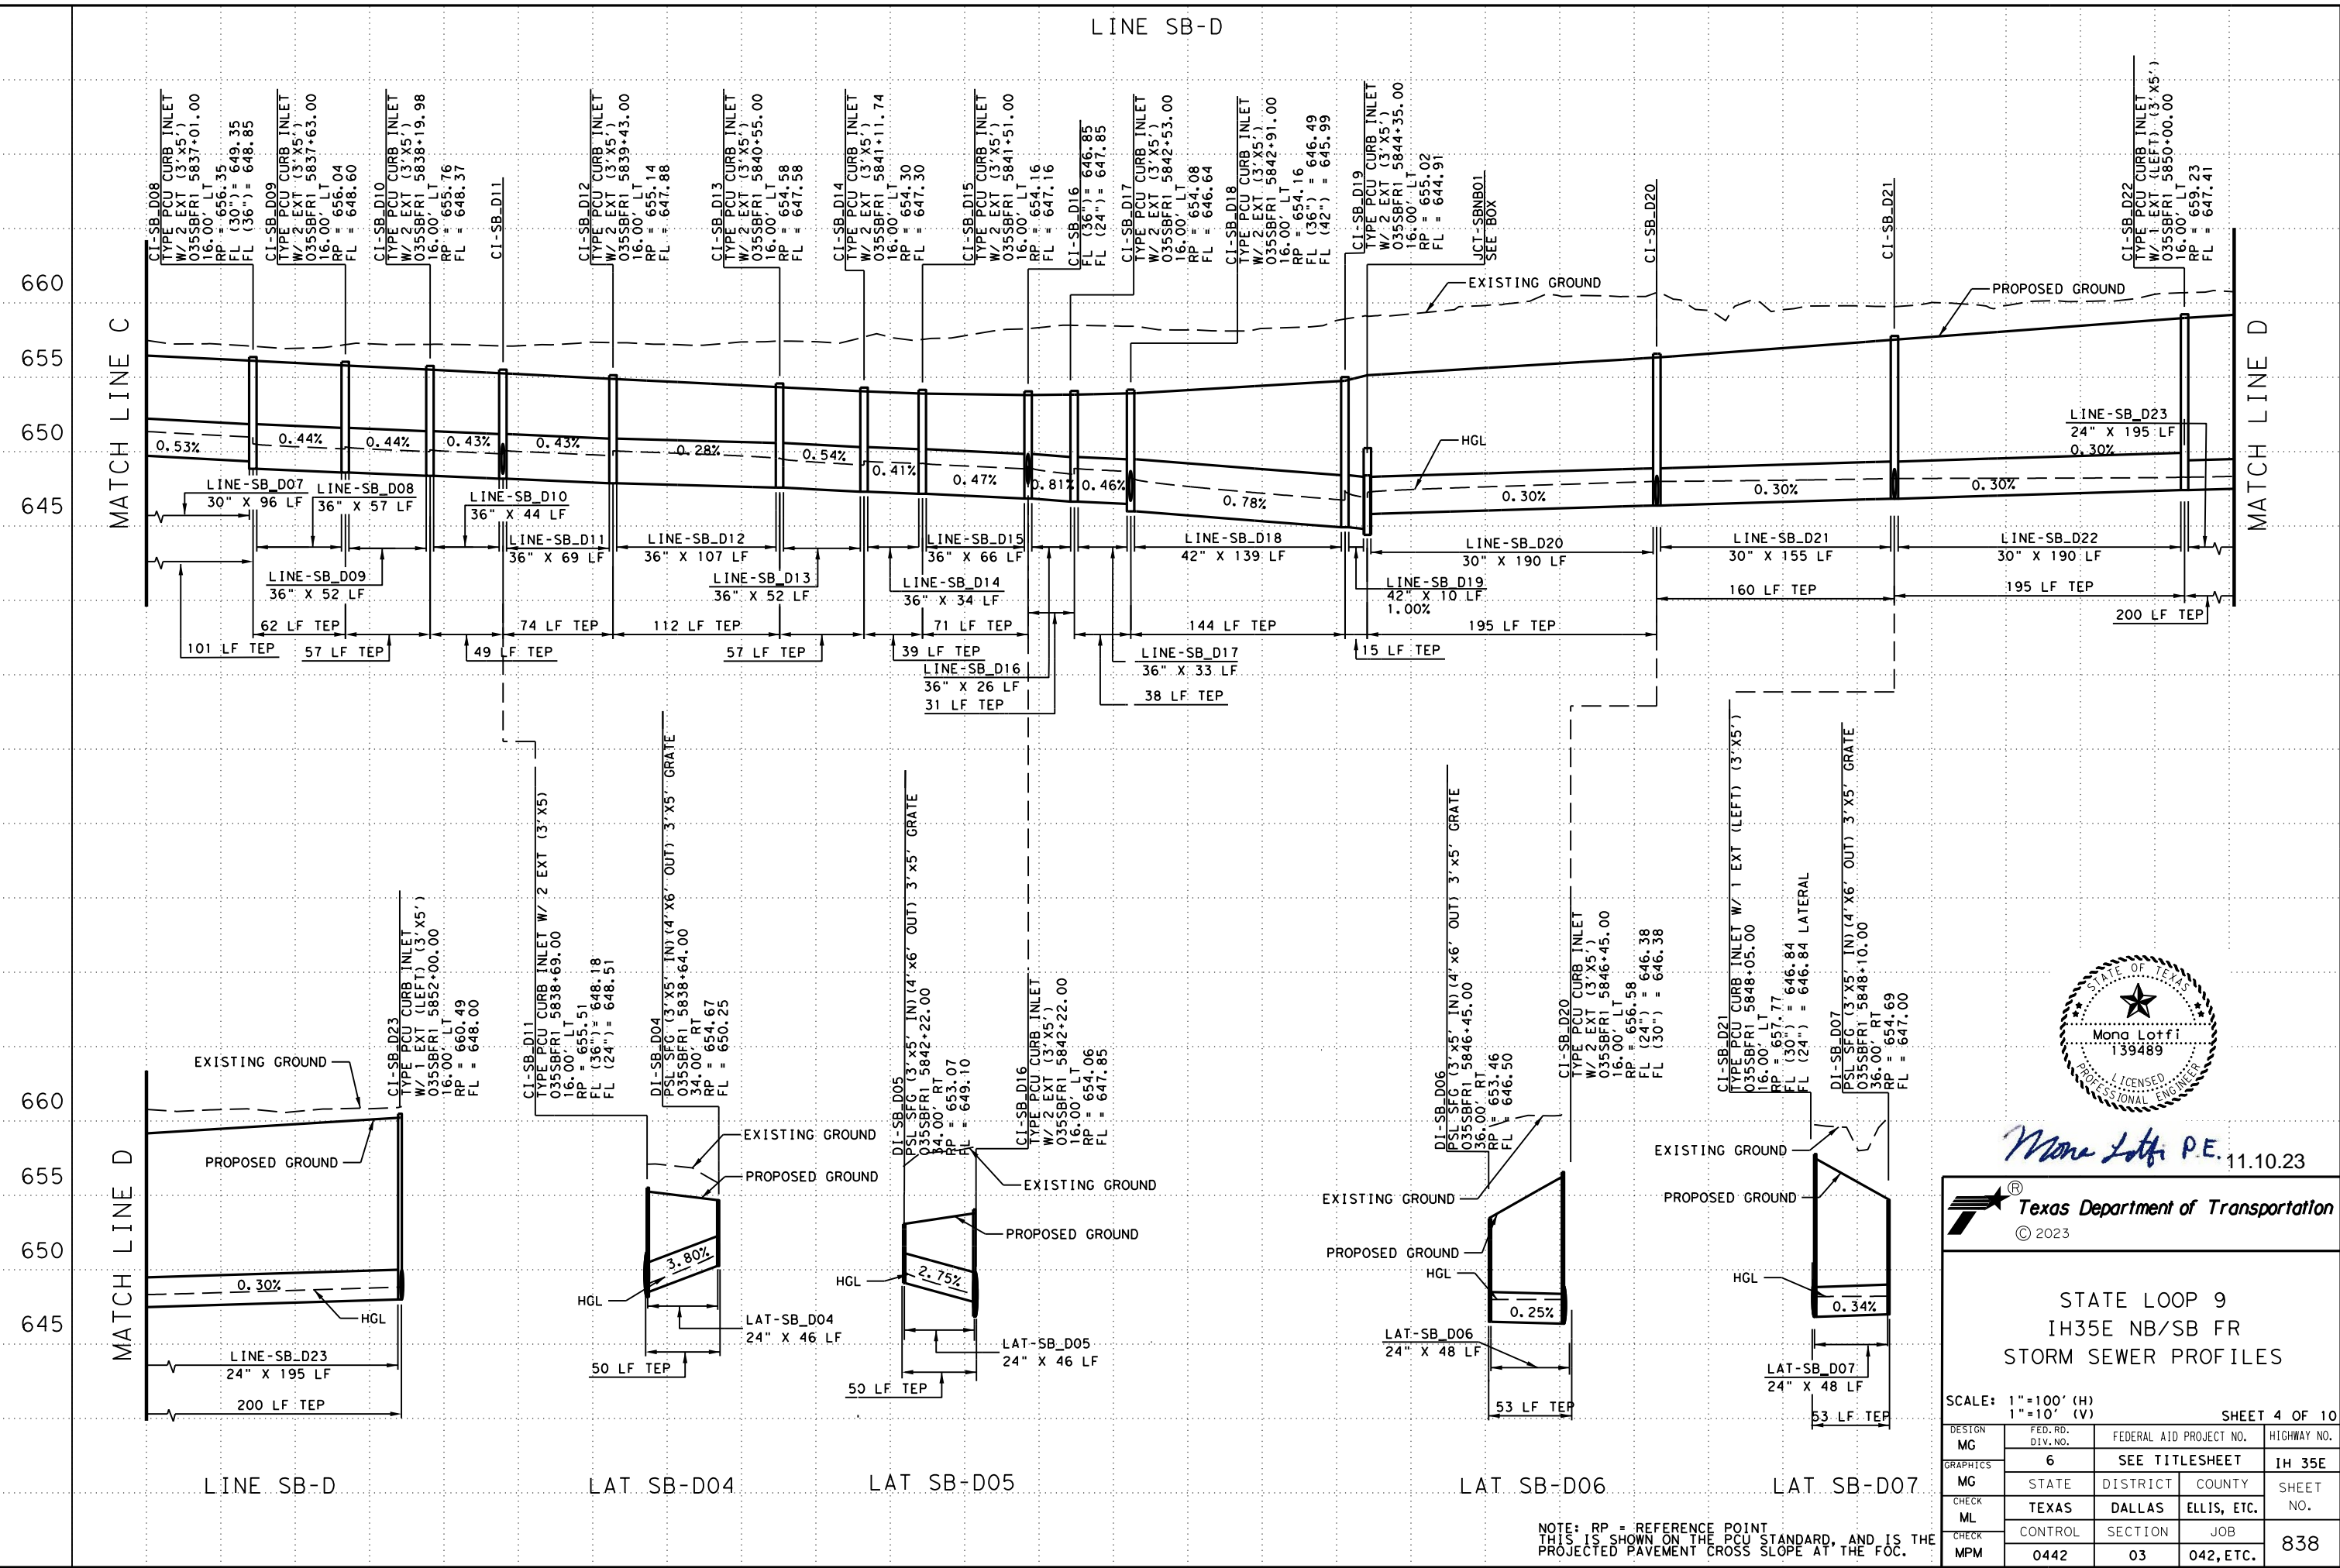 LINE SB-D
CI-SB_D08
TYPE PCU CURB INLET
W/ 2 EXT (3'X5')
035SBFR1 5837+01.00
16.00' LT
RP = 656.35
FL (30")= 649.35
FL (36")= 648.85
CI-SB_D09
TYPE PCU CURB INLET
W/ 2 EXT (3'X5')
035SBFR1 5837+63.00
16.00' LT
RP = 656.04
FL = 648.60
CI-SB_D10
TYPE PCU CURB INLET
W/ 2 EXT (3'X5')
035SBFR1 5838+19.98
16.00' LT
RP = 655.76
FL = 648.37
CI-SB_D11
CI-SB_D12
TYPE PCU CURB INLET
W/ 2 EXT (3'X5')
035SBFR1 5839+43.00
16.00' LT
RP = 655.14
FL = 647.88
CI-SB_D13
TYPE PCU CURB INLET
W/ 2 EXT (3'X5')
035SBFR1 5840+55.00
16.00' LT
RP = 654.58
FL = 647.58
CI-SB_D14
TYPE PCU CURB INLET
W/ 2 EXT (3'X5')
035SBFR1 5841+11.74
16.00' LT
RP = 654.30
FL = 647.30
CI-SB_D15
TYPE PCU CURB INLET
W/ 2 EXT (3'X5')
035SBFR1 5841+51.00
16.00' LT
RP = 654.16
FL = 647.16
CI-SB_D16
FL (36")= 646.85
FL (24")= 647.85
CI-SB_D17
TYPE PCU CURB INLET
W/ 2 EXT (3'X5')
035SBFR1 5842+53.00
16.00' LT
RP = 654.08
FL = 646.64
CI-SB_D18
TYPE PCU CURB INLET
W/ 2 EXT (3'X5')
035SBFR1 5842+91.00
16.00' LT
RP = 654.16
FL (36") = 646.49
FL (42") = 645.99
CI-SB_D19
TYPE PCU CURB INLET
W/ 2 EXT (3'X5')
035SBFR1 5844+35.00
16.00' LT
RP = 655.02
FL = 644.91
JCT-SBNB01
SEE BOX
CI-SB_D20
CI-SB_D21
CI-SB_D22
TYPE PCU CURB INLET
W/ 1 EXT (LEFT) (3'X5')
035SBFR1 5850+00.00
16.00' LT
RP = 659.23
FL = 647.41
660
655
650
645
MATCH LINE C
MATCH LINE D
EXISTING GROUND
PROPOSED GROUND
HGL
0.53%
0.44%
0.44%
0.43%
0.43%
0.28%
0.54%
0.41%
0.47%
0.81%
0.46%
0.78%
0.30%
0.30%
0.30%
0.30%
LINE-SB_D23
24" X 195 LF
LINE-SB_D07
30" X 96 LF
LINE-SB_D08
36" X 57 LF
LINE-SB_D10
36" X 44 LF
LINE-SB_D11
36" X 69 LF
LINE-SB_D12
36" X 107 LF
LINE-SB_D15
36" X 66 LF
LINE-SB_D18
42" X 139 LF
LINE-SB_D20
30" X 190 LF
LINE-SB_D21
30" X 155 LF
LINE-SB_D22
30" X 190 LF
LINE-SB_D09
36" X 52 LF
LINE-SB_D13
36" X 52 LF
LINE-SB_D14
36" X 34 LF
LINE-SB_D19
42" X 10 LF
1.00%
160 LF TEP
195 LF TEP
200 LF TEP
62 LF TEP
74 LF TEP
112 LF TEP
71 LF TEP
144 LF TEP
195 LF TEP
101 LF TEP
57 LF TEP
49 LF TEP
57 LF TEP
39 LF TEP
15 LF TEP
LINE-SB_D16
36" X 26 LF
31 LF TEP
LINE-SB_D17
36" X 33 LF
38 LF TEP
660
655
650
645
MATCH LINE D
EXISTING GROUND
PROPOSED GROUND
CI-SB_D23
TYPE PCU CURB INLET
W/ 1 EXT (LEFT) (3'X5')
035SBFR1 5852+00.00
16.00' LT
RP = 660.49
FL = 648.00
0.30%
HGL
LINE-SB_D23
24" X 195 LF
200 LF TEP
LINE SB-D
CI-SB_D11
TYPE PCU CURB INLET W/ 2 EXT (3'X5)
035SBFR1 5838+69.00
16.00' LT
RP = 655.51
FL (36")= 648.18
FL (24")= 648.51
DI-SB_D04
PSL SFG (3'X5' IN)(4'X6' OUT) 3'X5' GRATE
035SBFR1 5838+64.00
34.00' RT
RP = 654.67
FL = 650.25
EXISTING GROUND
PROPOSED GROUND
3.80%
HGL
LAT-SB_D04
24" X 46 LF
50 LF TEP
LAT SB-D04
DI-SB_D05
PSL SFG (3'x5' IN)(4'x6' OUT) 3'x5' GRATE
035SBFR1 5842+22.00
34.00' RT
RP = 653.07
FL = 649.10
CI-SB_D16
TYPE PCU CURB INLET
W/ 2 EXT (3'X5')
035SBFR1 5842+22.00
16.00' LT
RP = 654.06
FL = 647.85
EXISTING GROUND
PROPOSED GROUND
HGL
2.75%
LAT-SB_D05
24" X 46 LF
50 LF TEP
LAT SB-D05
DI-SB_D06
PSL SFG (3'x5' IN)(4'x6' OUT) 3'x5' GRATE
035SBFR1 5846+45.00
36.00' RT
RP = 653.46
FL = 646.50
CI-SB_D20
TYPE PCU CURB INLET
W/ 2 EXT (3'X5')
035SBFR1 5846+45.00
16.00' LT
RP = 656.58
FL (24") = 646.38
FL (30") = 646.38
EXISTING GROUND
PROPOSED GROUND
HGL
0.25%
LAT-SB_D06
24" X 48 LF
53 LF TEP
LAT SB-D06
CI-SB_D21
TYPE PCU CURB INLET W/ 1 EXT (LEFT) (3'X5')
035SBFR1 5848+05.00
16.00' LT
RP = 657.77
FL (30") = 646.84
FL (24") = 646.84 LATERAL
DI-SB_D07
PSL SFG (3'X5' IN)(4'X6' OUT) 3'X5' GRATE
035SBFR1 5848+10.00
36.00' RT
RP = 654.69
FL = 647.00
EXISTING GROUND
PROPOSED GROUND
HGL
0.34%
LAT-SB_D07
24" X 48 LF
53 LF TEP
LAT SB-D07
NOTE: RP = REFERENCE POINT
THIS IS SHOWN ON THE PCU STANDARD, AND IS THE
PROJECTED PAVEMENT CROSS SLOPE AT THE FOC.
STATE OF TEXAS
Mona Lotfi
139489
LICENSED
PROFESSIONAL ENGINEER
Mona Lotfi P.E. 11.10.23
® Texas Department of Transportation
© 2023
STATE LOOP 9
IH35E NB/SB FR
STORM SEWER PROFILES
SCALE: 1"=100' (H)
1"=10' (V)
SHEET 4 OF 10
DESIGN
MG
FED.RD.
DIV.NO.
FEDERAL AID PROJECT NO.
HIGHWAY NO.
GRAPHICS
MG
6
SEE TITLESHEET
IH 35E
STATE
DISTRICT
COUNTY
SHEET
NO.
CHECK
ML
TEXAS
DALLAS
ELLIS, ETC.
CHECK
MPM
CONTROL
SECTION
JOB
838
0442
03
042,ETC.